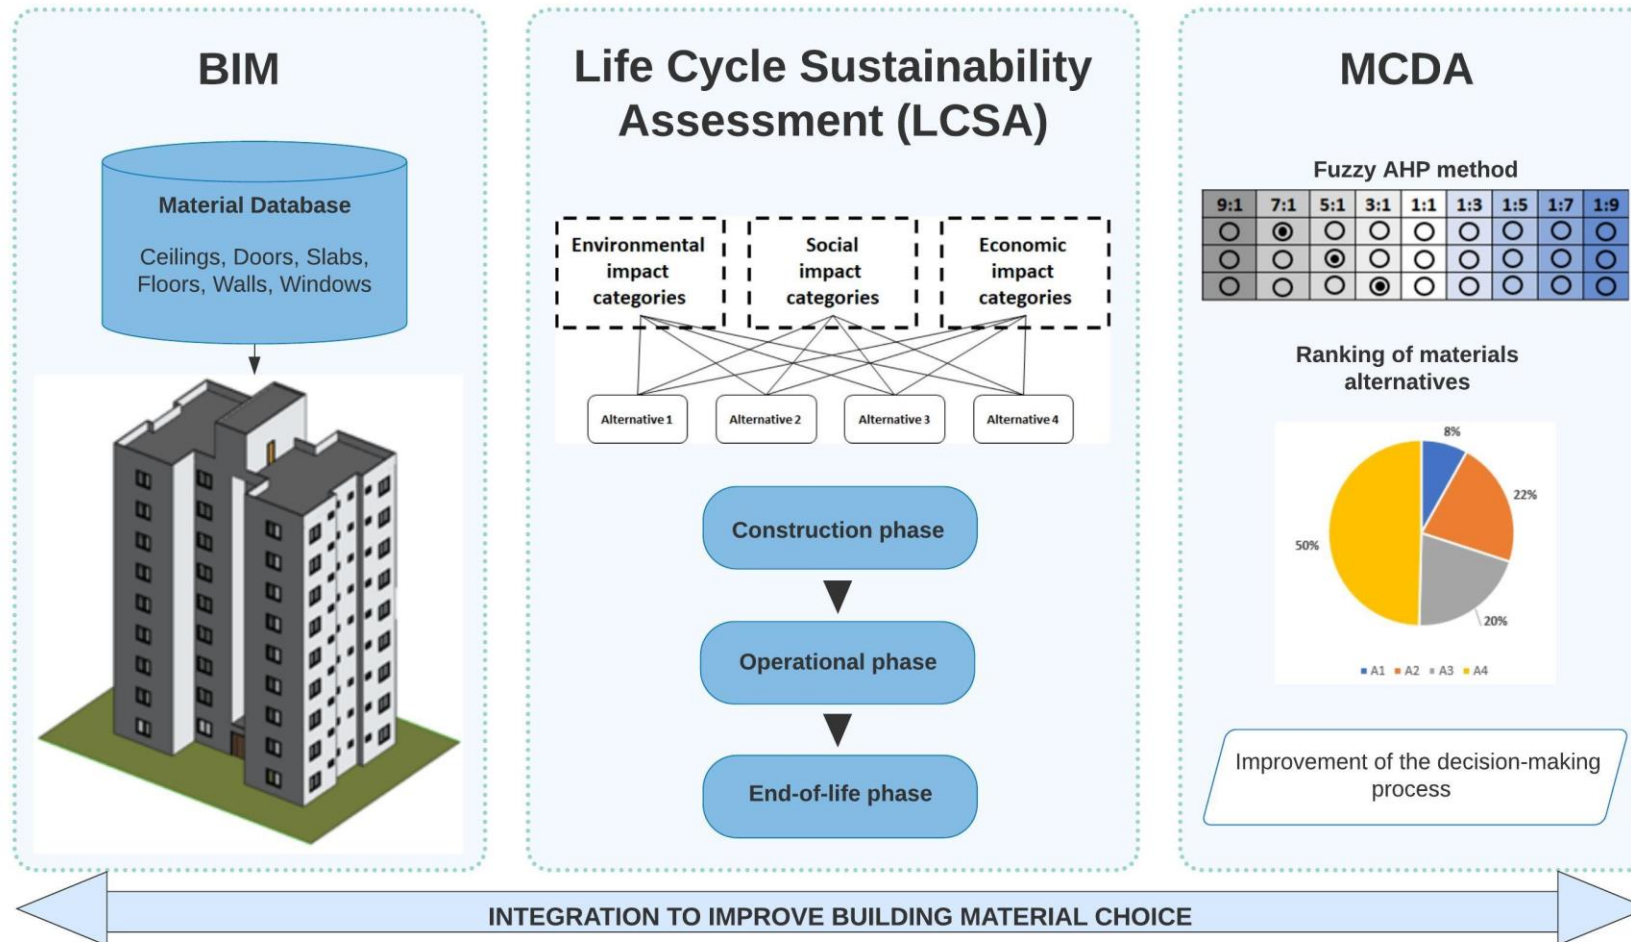 BIM
Material Database
Ceilings, Doors, Slabs,
Floors, Walls, Windows
Life Cycle Sustainability
Assessment (LCSA)
Environmental
impact
categories
Social
impact
categories
Economic
impact
categories
Alternative 1
Alternative 2
Alternative 3
Alternative 4
Construction phase
Operational phase
End-of-life phase
MCDA
Fuzzy AHP method
9:1 7:1 5:1 3:1 1:1 1:3 1:5 1:7 1:9
Ranking of materials
alternatives
8%
22%
50%
20%
A1 A2 A3 A4
Improvement of the decision-making
process
INTEGRATION TO IMPROVE BUILDING MATERIAL CHOICE